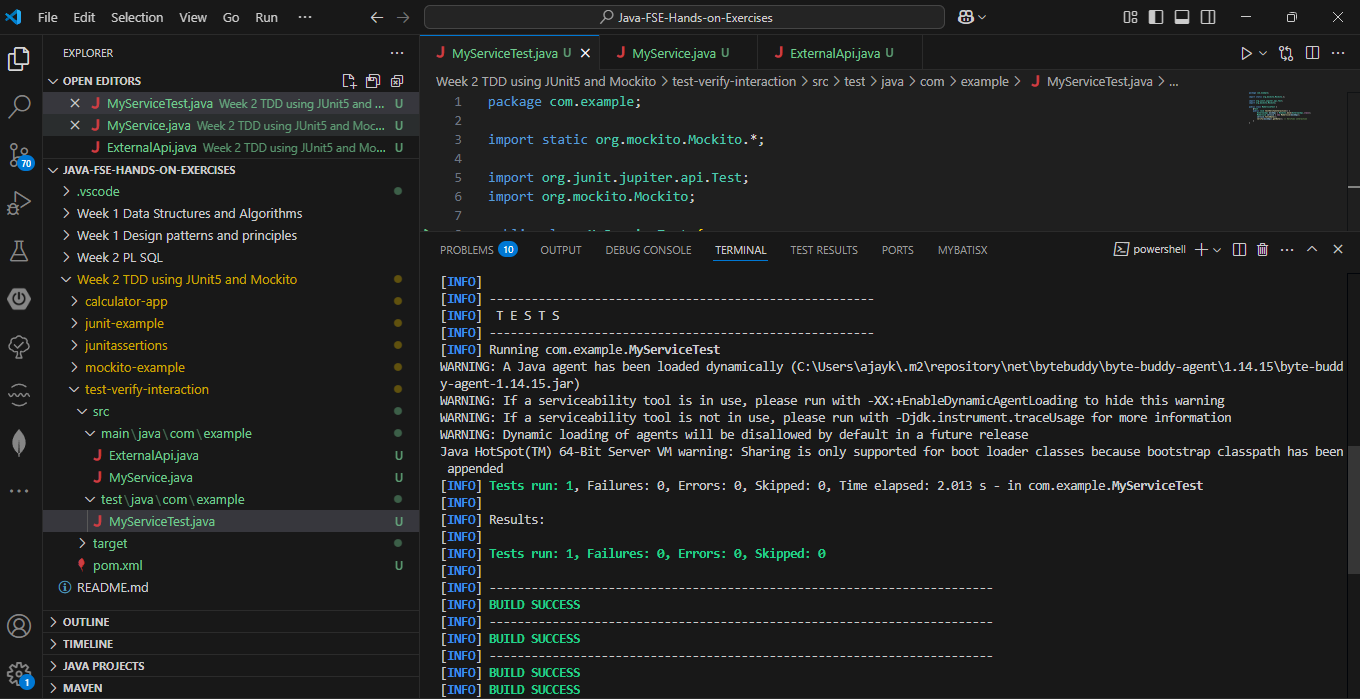 File Edit Selection View Go Run ··· Java-FSE-Hands-on-Exercises
EXPLORER
OPEN EDITORS
MyServiceTest.java Week 2 TDD using JUnit5 and ... U
MyService.java Week 2 TDD using JUnit5 and Moc... U
ExternalApi.java Week 2 TDD using JUnit5 and Mo... U
JAVA-FSE-HANDS-ON-EXERCISES
.vscode
Week 1 Data Structures and Algorithms
Week 1 Design patterns and principles
Week 2 PL SQL
Week 2 TDD using JUnit5 and Mockito
calculator-app
junit-example
junitassertions
mockito-example
test-verify-interaction
src
main\java\com\example
ExternalApi.java U
MyService.java U
test\java\com\example
MyServiceTest.java U
target
pom.xml U
README.md
OUTLINE
TIMELINE
JAVA PROJECTS
MAVEN
70
1
MyServiceTest.java U MyService.java U ExternalApi.java U
Week 2 TDD using JUnit5 and Mockito > test-verify-interaction > src > test > java > com > example > MyServiceTest.java > ...
1 package com.example;
2
3 import static org.mockito.Mockito.*;
4
5 import org.junit.jupiter.api.Test;
6 import org.mockito.Mockito;
7
PROBLEMS 10 OUTPUT DEBUG CONSOLE TERMINAL TEST RESULTS PORTS MYBATISX powershell
[INFO]
[INFO] -------------------------------------------------------
[INFO]  T E S T S
[INFO] -------------------------------------------------------
[INFO] Running com.example.MyServiceTest
WARNING: A Java agent has been loaded dynamically (C:\Users\ajayk\.m2\repository\net\bytebuddy\byte-buddy-agent\1.14.15\byte-budd
y-agent-1.14.15.jar)
WARNING: If a serviceability tool is in use, please run with -XX:+EnableDynamicAgentLoading to hide this warning
WARNING: If a serviceability tool is not in use, please run with -Djdk.instrument.traceUsage for more information
WARNING: Dynamic loading of agents will be disallowed by default in a future release
Java HotSpot(TM) 64-Bit Server VM warning: Sharing is only supported for boot loader classes because bootstrap classpath has been
 appended
[INFO] Tests run: 1, Failures: 0, Errors: 0, Skipped: 0, Time elapsed: 2.013 s - in com.example.MyServiceTest
[INFO]
[INFO] Results:
[INFO]
[INFO] Tests run: 1, Failures: 0, Errors: 0, Skipped: 0
[INFO]
[INFO] ------------------------------------------------------------------------
[INFO] BUILD SUCCESS
[INFO] ------------------------------------------------------------------------
[INFO] BUILD SUCCESS
[INFO] ------------------------------------------------------------------------
[INFO] BUILD SUCCESS
[INFO] BUILD SUCCESS